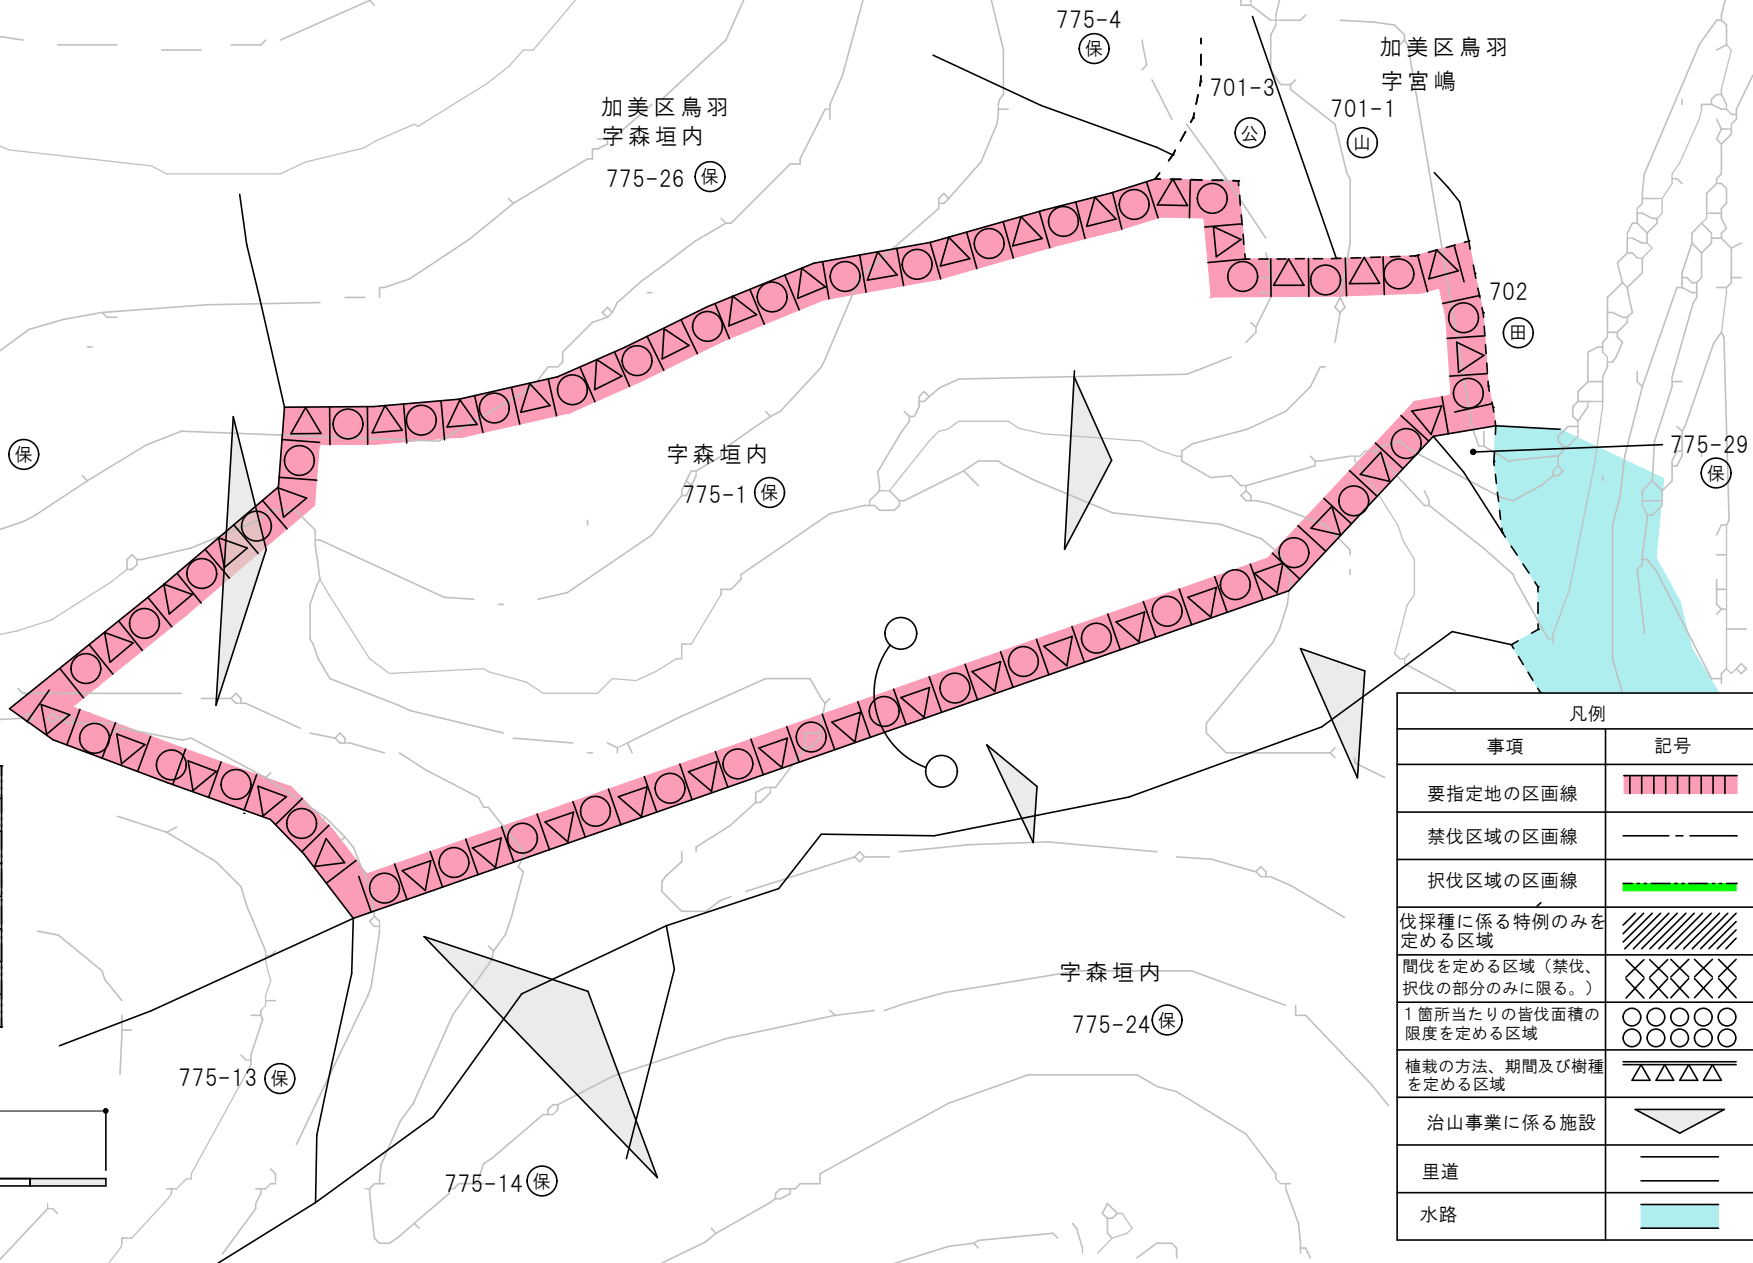 775-4
保
加美区鳥羽
字宮嶋
701-3
公
701-1
山
加美区鳥羽
字森垣内
775-26 保
702
田
保
字森垣内
775-1 保
775-29
保
字森垣内
775-24 保
775-13 保
775-14 保
凡例
事項 記号
要指定地の区画線
禁伐区域の区画線
択伐区域の区画線
伐採種に係る特例のみを
定める区域
間伐を定める区域（禁伐、
択伐の部分のみに限る。）
1箇所当たりの皆伐面積の
限度を定める区域
植栽の方法、期間及び樹種
を定める区域
治山事業に係る施設
里道
水路